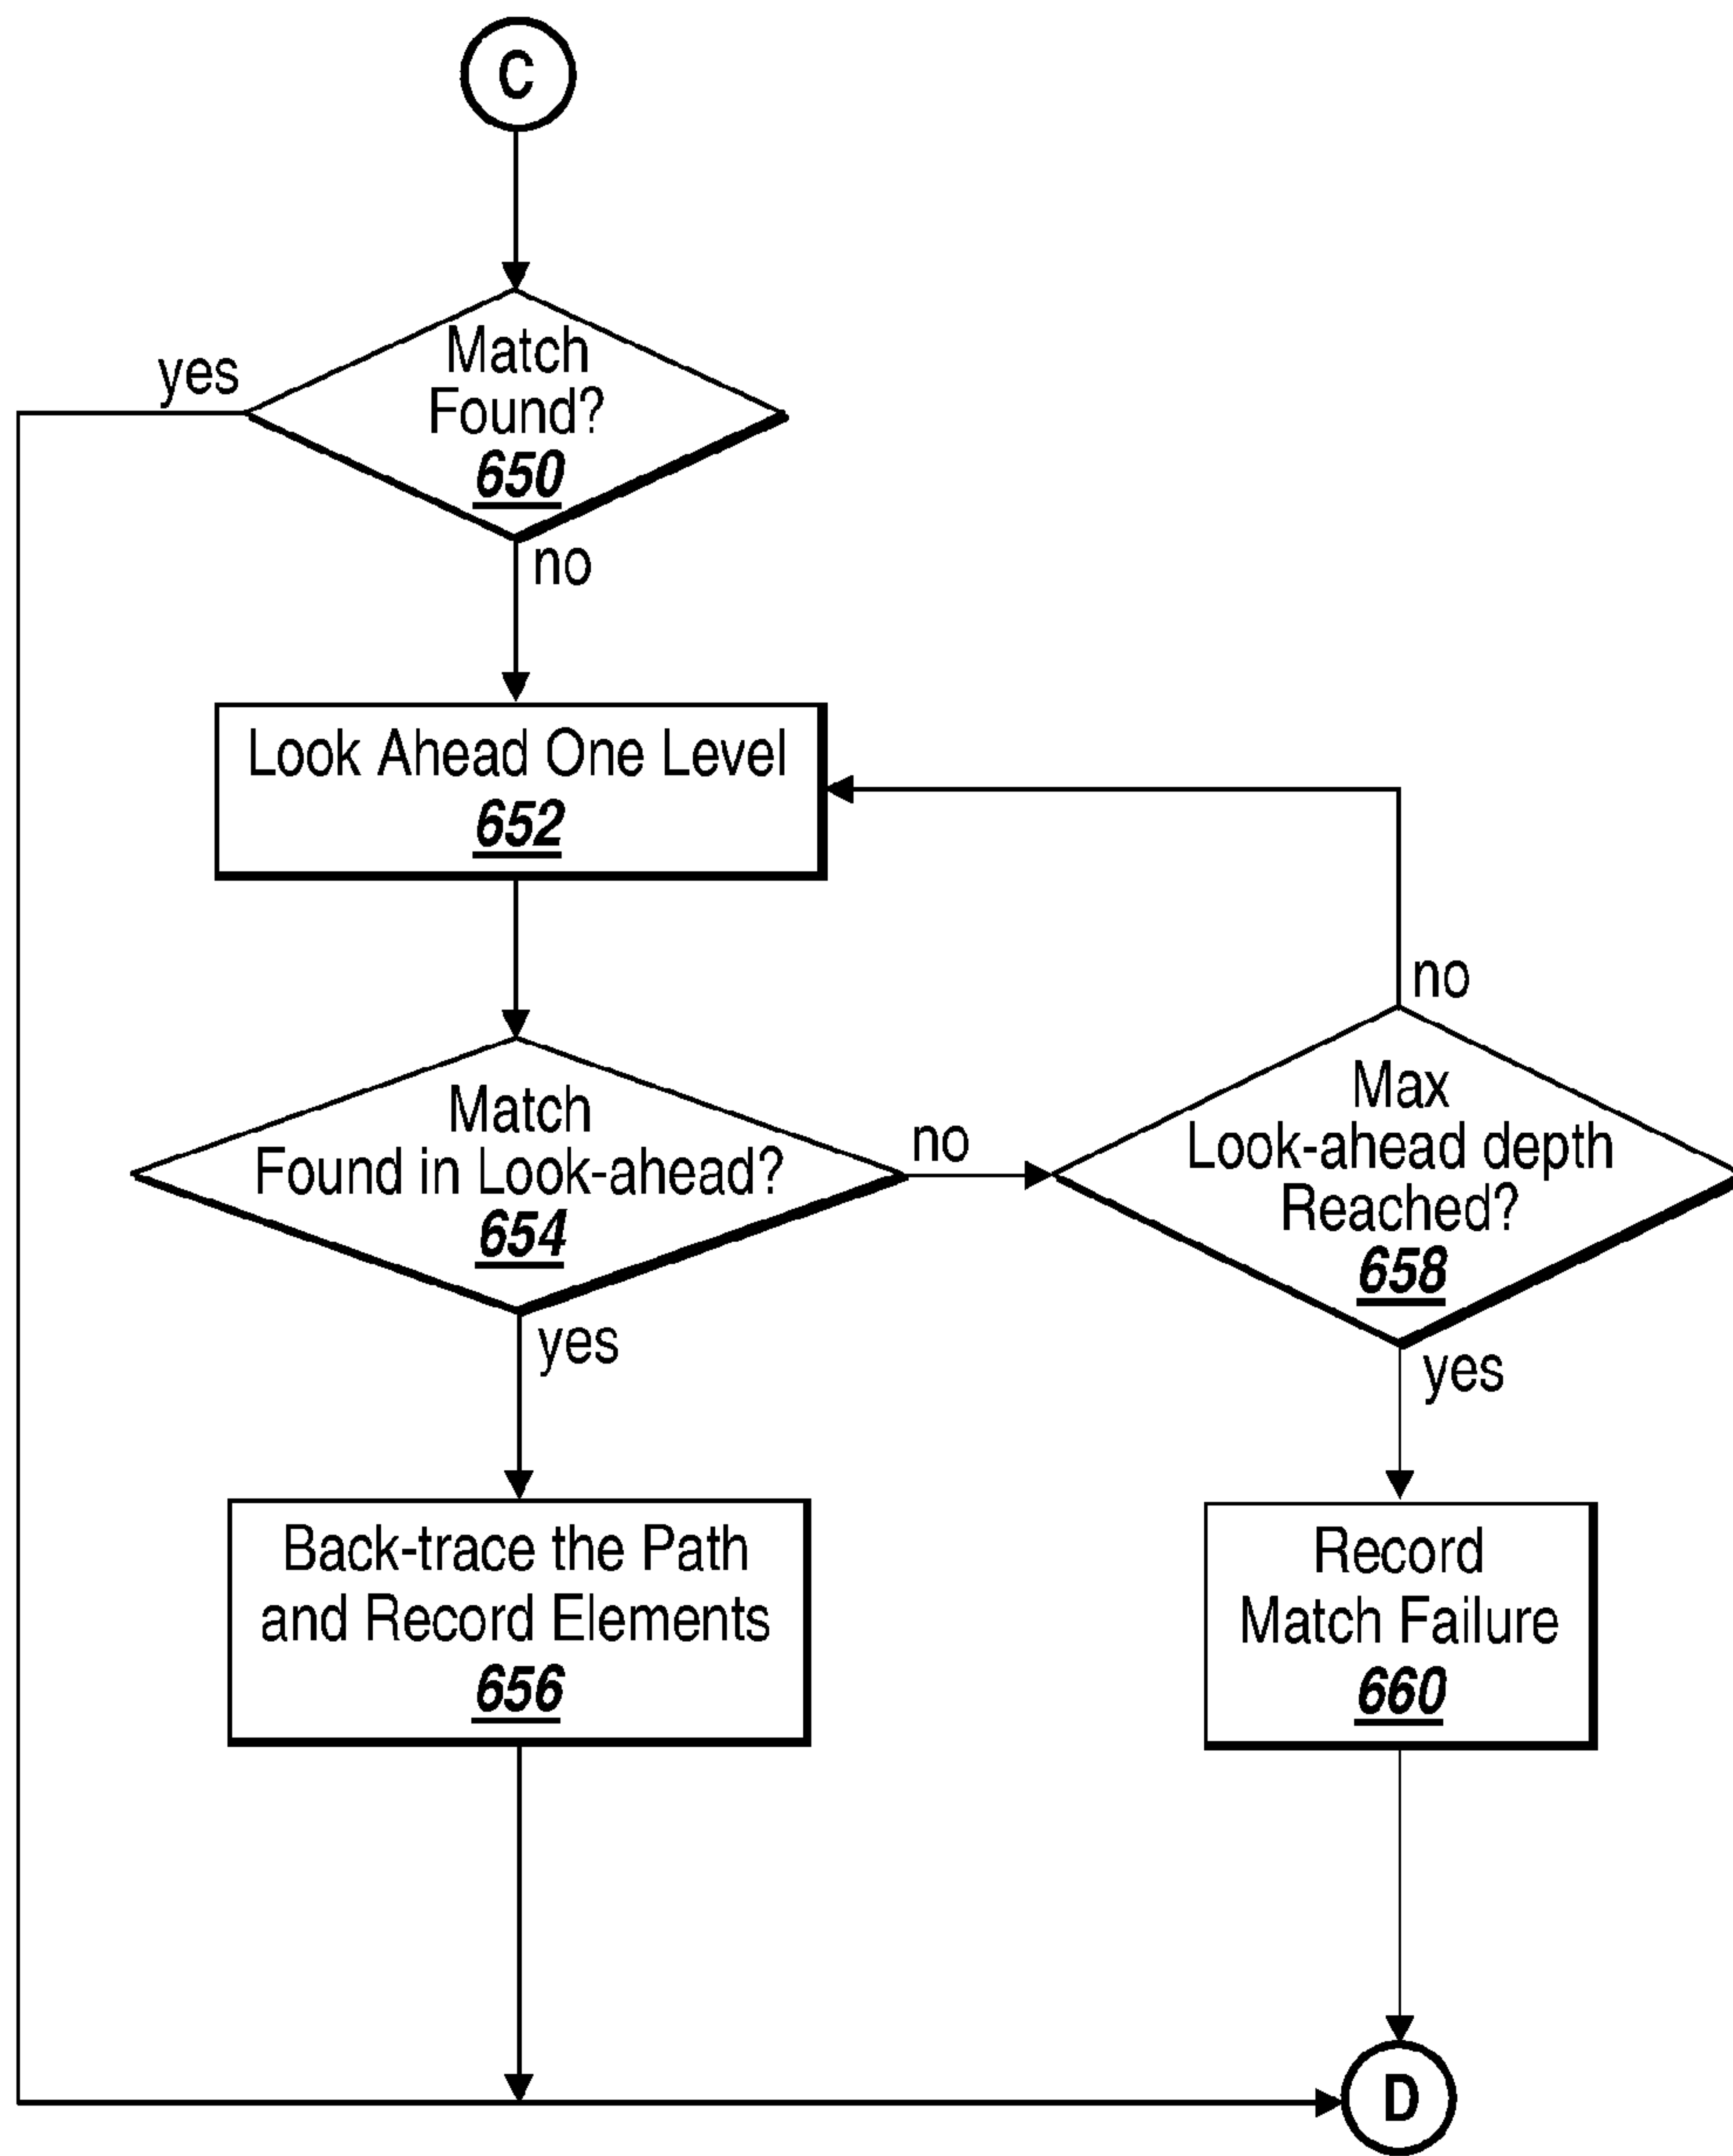 C
Match
Found?
650
yes
no
Look Ahead One Level
652
no
Match
Found in Look-ahead?
654
no
Max
Look-ahead depth
Reached?
658
yes
yes
Back-trace the Path
and Record Elements
656
Record
Match Failure
660
D